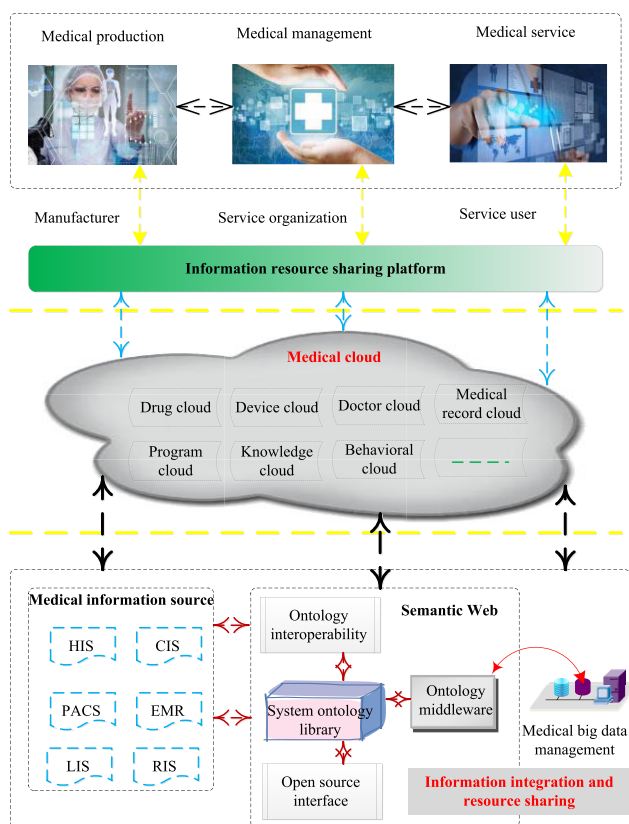 Medical production
Medical management
Medical service
Manufacturer
Service organization
Service user
Information resource sharing platform
Medical cloud
Drug cloud
Device cloud
Doctor cloud
Medical
record cloud
Program
cloud
Knowledge
cloud
Behavioral
cloud
Medical information source
HIS
CIS
PACS
EMR
LIS
RIS
Semantic Web
Ontology
interoperability
System ontology
library
Ontology
middleware
Open source
interface
Medical big data
management
Information integration and
resource sharing